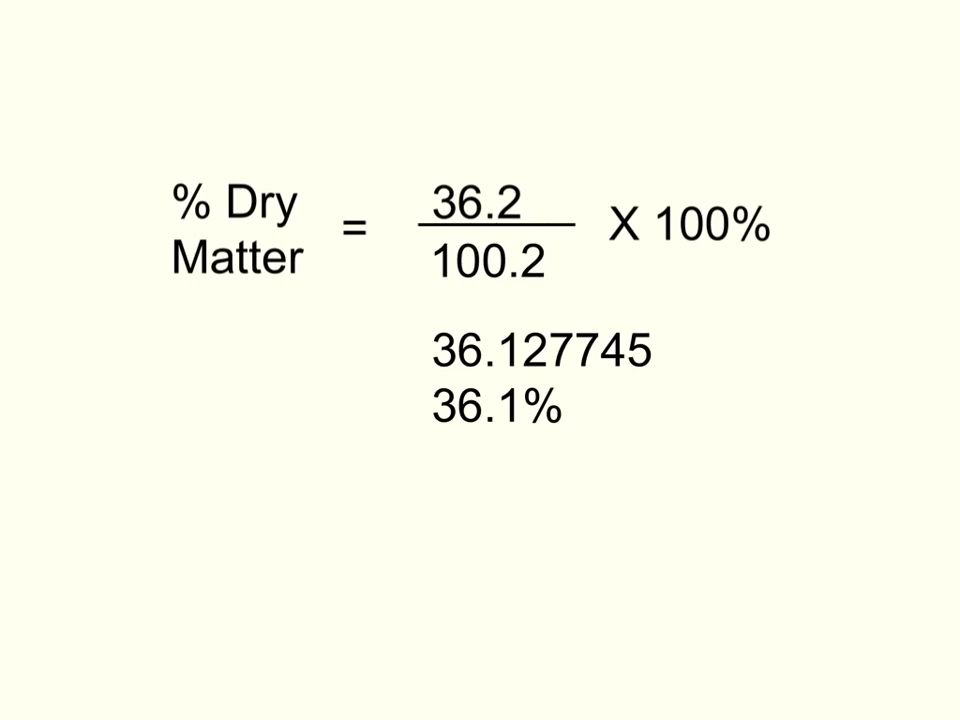 % Dry
Matter
=
36.2
100.2
X 100%
36.127745
36.1%